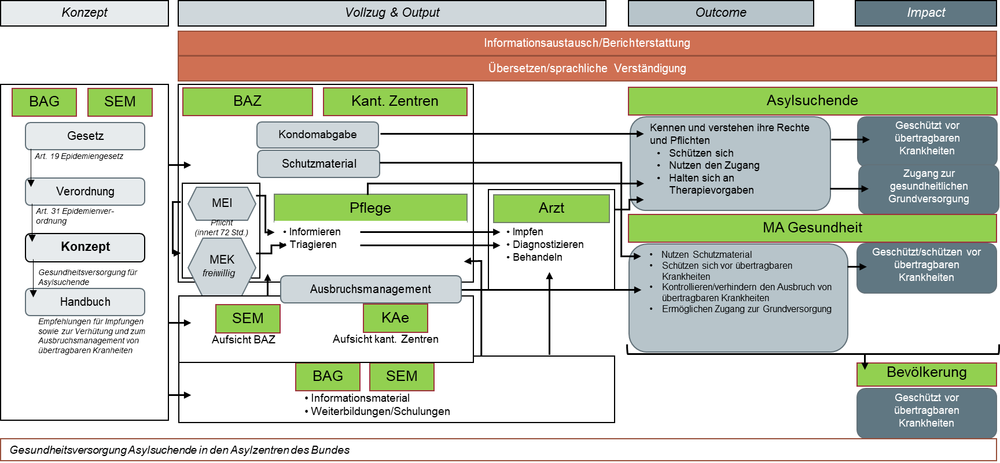 Konzept
Vollzug & Output
Outcome
Impact
Informationsaustausch/Berichterstattung
Übersetzen/sprachliche Verständigung
BAG
SEM
Gesetz
Art. 19 Epidemiengesetz
Verordnung
Art. 31 Epidemienver-
ordnung
Konzept
Gesundheitsversorgung für
Asylsuchende
Handbuch
Empfehlungen für Impfungen
sowie zur Verhütung und zum
Ausbruchsmanagement von
übertragbaren Kranheiten
BAZ
Kant. Zentren
Kondomabgabe
Schutzmaterial
MEI
Pflicht
(innert 72 Std.)
MEK
freiwillig
Pflege
• Informieren
• Triagieren
Arzt
• Impfen
• Diagnostizieren
• Behandeln
Ausbruchsmanagement
SEM
Aufsicht BAZ
KAe
Aufsicht kant. Zentren
BAG
SEM
• Informationsmaterial
• Weiterbildungen/Schulungen
Asylsuchende
Kennen und verstehen ihre Rechte
und Pflichten
• Schützen sich
• Nutzen den Zugang
• Halten sich an
Therapievorgaben
Geschützt vor
übertragbaren
Krankheiten
Zugang zur
gesundheitlichen
Grundversorgung
MA Gesundheit
• Nutzen Schutzmaterial
• Schützen sich vor übertragbaren
Krankheiten
• Kontrollieren/verhindern den Ausbruch von
übertragbaren Krankheiten
• Ermöglichen Zugang zur Grundversorgung
Geschützt/schützen vor
übertragbaren
Krankheiten
Bevölkerung
Geschützt vor
übertragbaren
Krankheiten
Gesundheitsversorgung Asylsuchende in den Asylzentren des Bundes